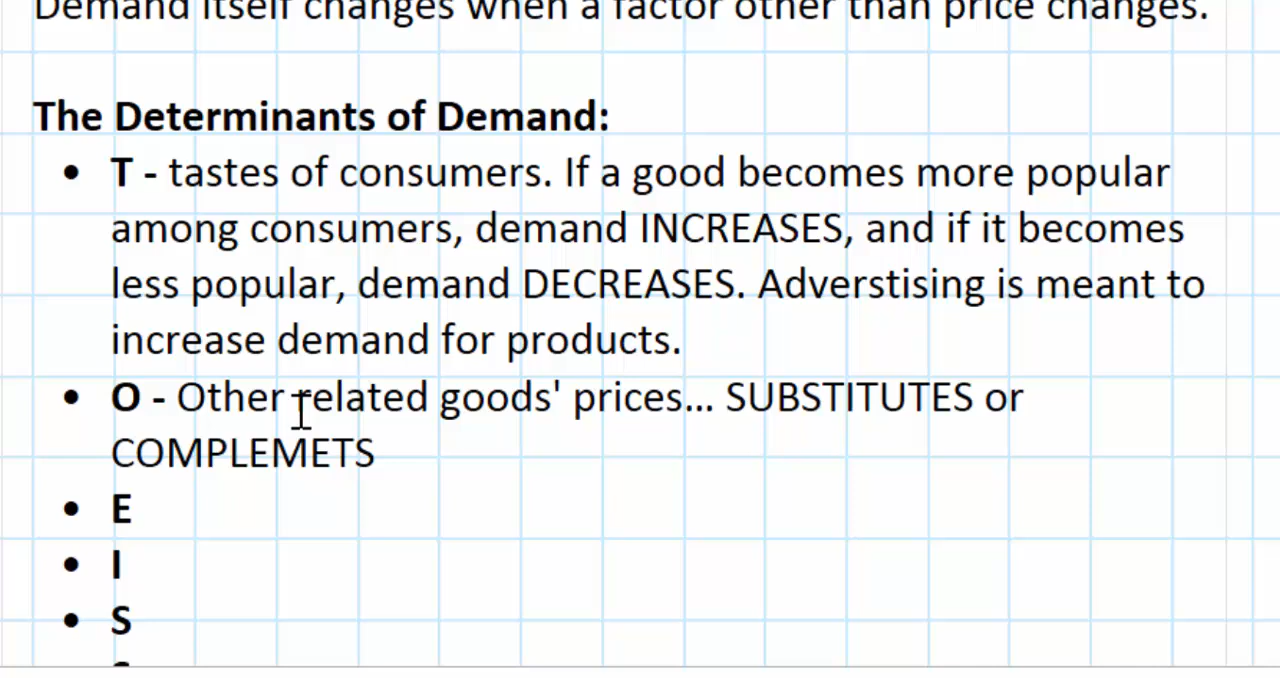 Demand itself changes when a factor other than price changes.
The Determinants of Demand:
• T - tastes of consumers. If a good becomes more popular
among consumers, demand INCREASES, and if it becomes
less popular, demand DECREASES. Adverstising is meant to
increase demand for products.
• O - Other related goods' prices... SUBSTITUTES or
COMPLEMETS
• E
• I
• S